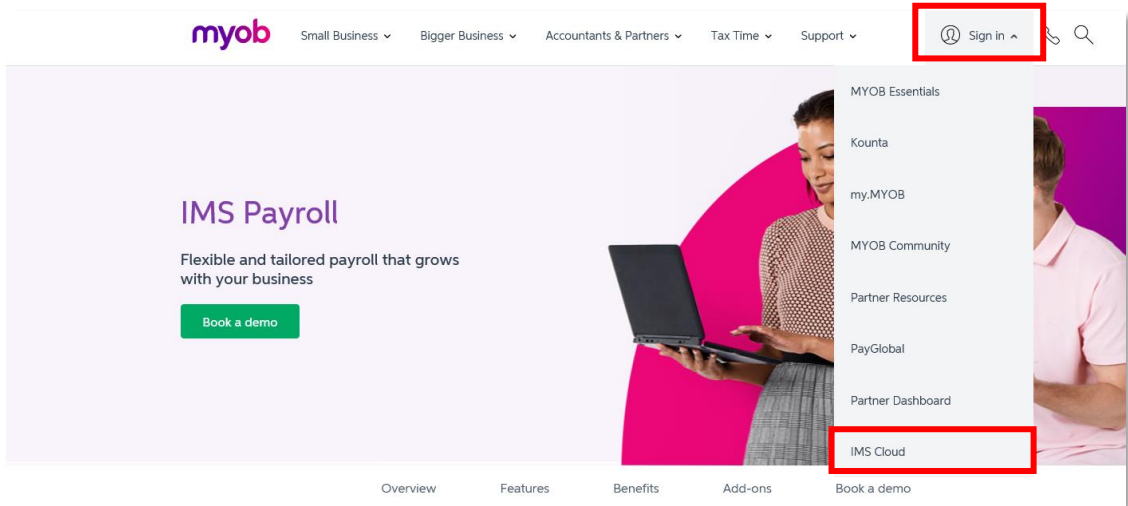 myob
Small Business
Bigger Business
Accountants & Partners
Tax Time
Support
Sign in
MYOB Essentials
Kounta
my.MYOB
MYOB Community
Partner Resources
PayGlobal
Partner Dashboard
IMS Cloud
IMS Payroll
Flexible and tailored payroll that grows
with your business
Book a demo
Overview
Features
Benefits
Add-ons
Book a demo